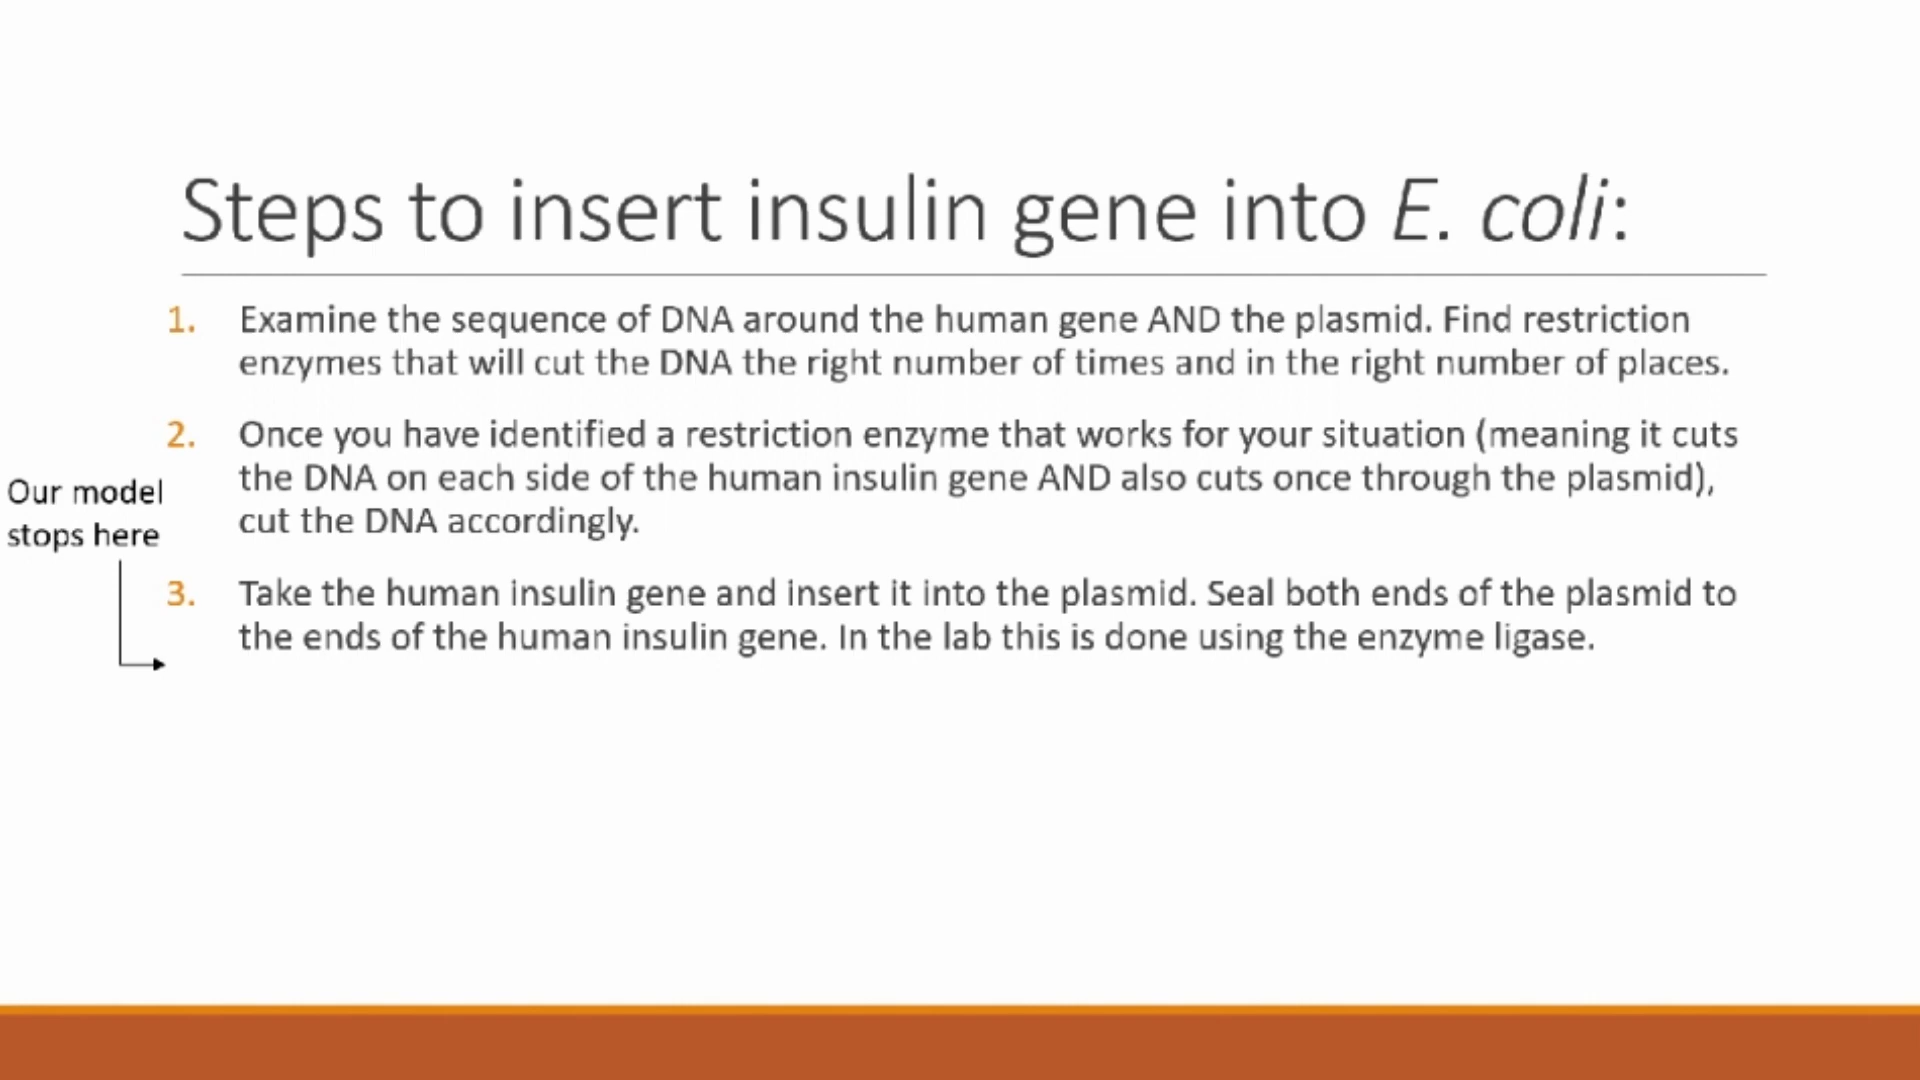 Steps to insert insulin gene into E. coli:
1. Examine the sequence of DNA around the human gene AND the plasmid. Find restriction
enzymes that will cut the DNA the right number of times and in the right number of places.
2. Once you have identified a restriction enzyme that works for your situation (meaning it cuts
the DNA on each side of the human insulin gene AND also cuts once through the plasmid),
cut the DNA accordingly.
Our model
stops here
3. Take the human insulin gene and insert it into the plasmid. Seal both ends of the plasmid to
the ends of the human insulin gene. In the lab this is done using the enzyme ligase.